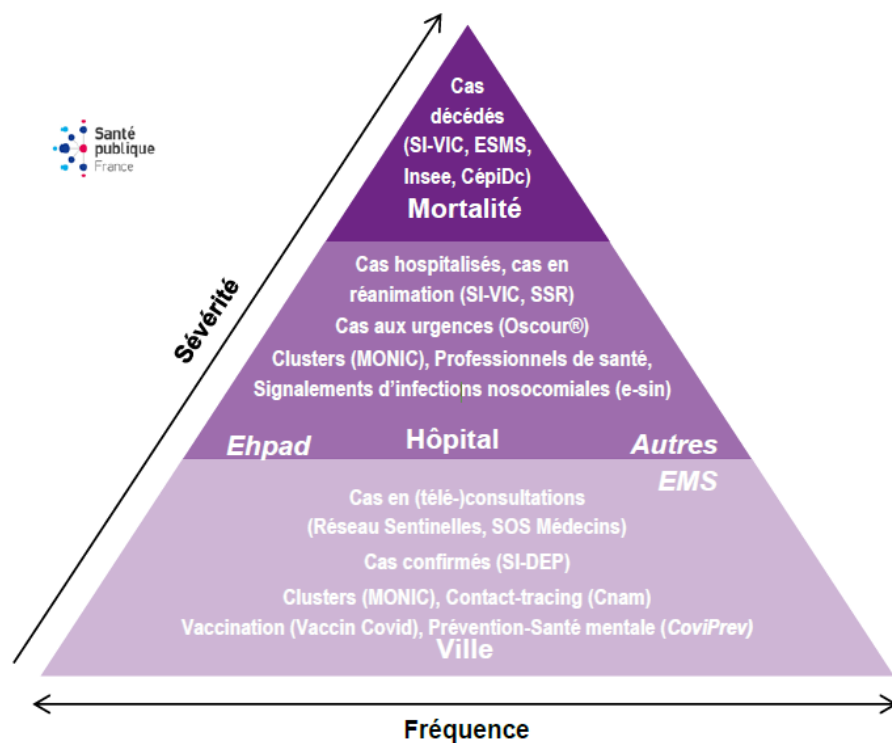 Santé
publique
France
Sévérité
Cas
décédés
(SI-VIC, ESMS,
Insee, CépiDc)
Mortalité
Cas hospitalisés, cas en
réanimation (SI-VIC, SSR)
Cas aux urgences (Oscour®)
Clusters (MONIC), Professionnels de santé,
Signalements d'infections nosocomiales (e-sin)
Ehpad Hôpital Autres
EMS
Cas en (télé-)consultations
(Réseau Sentinelles, SOS Médecins)
Cas confirmés (SI-DEP)
Clusters (MONIC), Contact-tracing (Cnam)
Vaccination (Vaccin Covid), Prévention-Santé mentale (CoviPrev)
Ville
Fréquence